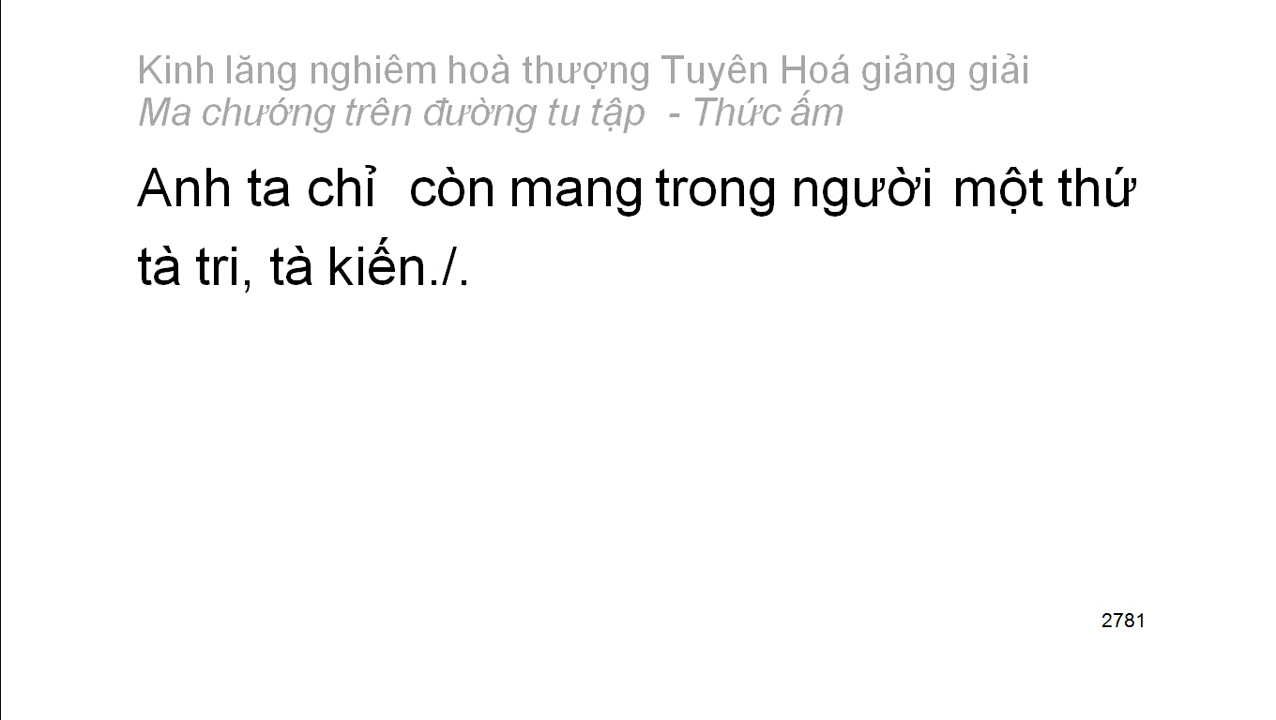 Kinh lăng nghiêm hoà thượng Tuyên Hoá giảng giải
Ma chướng trên đường tu tập - Thức ấm
Anh ta chỉ còn mang trong người một thứ
tà tri, tà kiến./.
2781